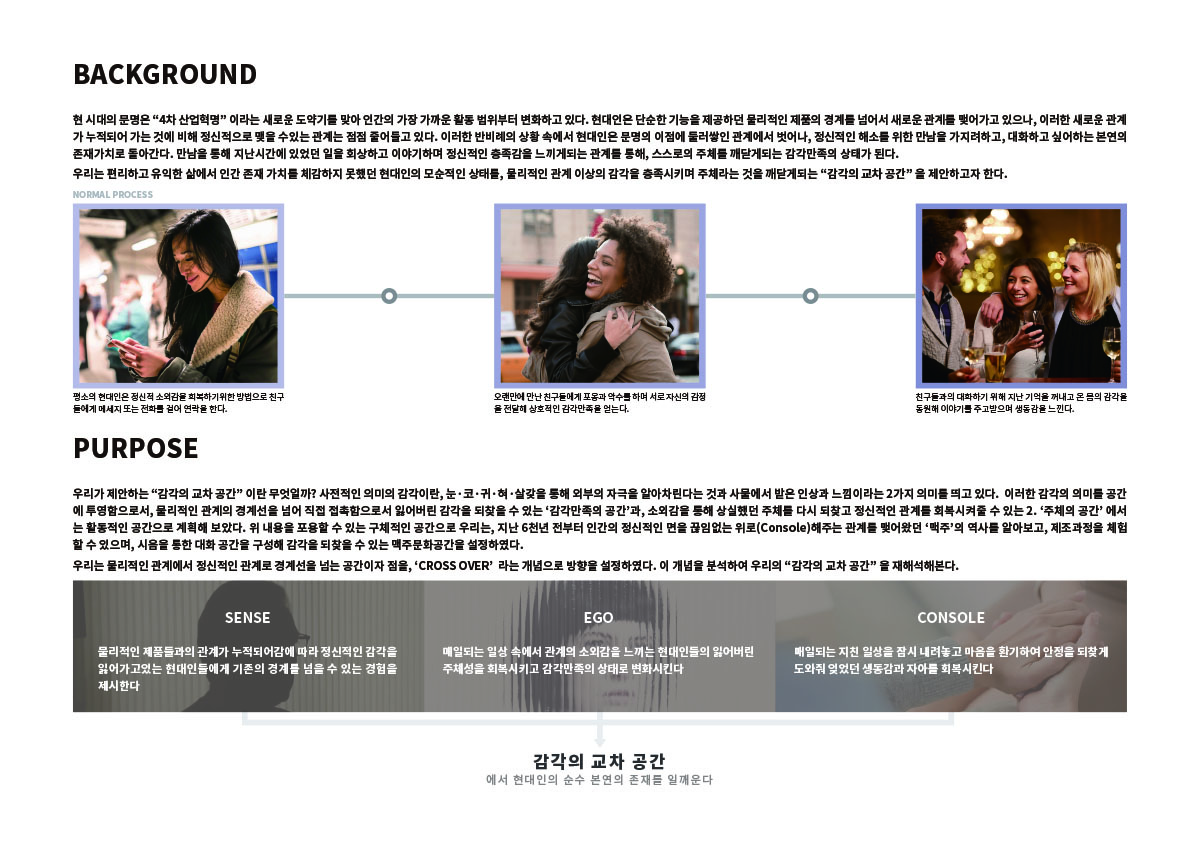 BACKGROUND
현 시대의 문명은 “4차 산업혁명” 이라는 새로운 도약기를 맞아 인간의 가장 가까운 활동 범위부터 변화하고 있다. 현대인은 단순한 기능을 제공하던 물리적인 제품의 경계를 넘어서 새로운 관계를 맺어가고 있으나, 이러한 새로운 관계
가 누적되어 가는 것에 비해 정신적으로 맺을 수있는 관계는 점점 줄어들고 있다. 이러한 반비례의 상황 속에서 현대인은 문명의 이점에 둘러쌓인 관계에서 벗어나, 정신적인 해소를 위한 만남을 가지려하고, 대화하고 싶어하는 본연의
존재가치로 돌아간다. 만남을 통해 지난시간에 있었던 일을 회상하고 이야기하며 정신적인 충족감을 느끼게되는 관계를 통해, 스스로의 주체를 깨닫게되는 감각만족의 상태가 된다.
우리는 편리하고 유익한 삶에서 인간 존재 가치를 체감하지 못했던 현대인의 모순적인 상태를, 물리적인 관계 이상의 감각을 충족시키며 주체라는 것을 깨닫게되는 “감각의 교차 공간” 을 제안하고자 한다.
NORMAL PROCESS
평소의 현대인은 정신적 소외감을 회복하기위한 방법으로 친구
들에게 메세지 또는 전화를 걸어 연락을 한다.
오랜만에 만난 친구들에게 포옹과 악수를 하며 서로 자신의 감정
을 전달해 상호적인 감각만족을 얻는다.
친구들과의 대화하기 위해 지난 기억을 꺼내고 온 몸의 감각을
동원해 이야기를 주고받으며 생동감을 느낀다.
PURPOSE
우리가 제안하는 “감각의 교차 공간” 이란 무엇일까? 사전적인 의미의 감각이란, 눈·코·귀·혀·살갗을 통해 외부의 자극을 알아차린다는 것과 사물에서 받은 인상과 느낌이라는 2가지 의미를 띄고 있다. 이러한 감각의 의미를 공간
에 투영함으로서, 물리적인 관계의 경계선을 넘어 직접 접촉함으로서 잃어버린 감각을 되찾을 수 있는 ‘감각만족의 공간’과, 소외감을 통해 상실했던 주체를 다시 되찾고 정신적인 관계를 회복시켜줄 수 있는 2. ‘주체의 공간’ 에서
는 활동적인 공간으로 계획해 보았다. 위 내용을 포용할 수 있는 구체적인 공간으로 우리는, 지난 6천년 전부터 인간의 정신적인 면을 끊임없는 위로(Console)해주는 관계를 맺어왔던 ‘맥주’의 역사를 알아보고, 제조과정을 체험
할 수 있으며, 시음을 통한 대화 공간을 구성해 감각을 되찾을 수 있는 맥주문화공간을 설정하였다.
우리는 물리적인 관계에서 정신적인 관계로 경계선을 넘는 공간이자 점을, ‘CROSS OVER’ 라는 개념으로 방향을 설정하였다. 이 개념을 분석하여 우리의 “감각의 교차 공간” 을 재해석해본다.
SENSE
물리적인 제품들과의 관계가 누적되어감에 따라 정신적인 감각을
잃어가고있는 현대인들에게 기존의 경계를 넘을 수 있는 경험을
제시한다
EGO
매일되는 일상 속에서 관계의 소외감을 느끼는 현대인들의 잃어버린
주체성을 회복시키고 감각만족의 상태로 변화시킨다
CONSOLE
매일되는 지친 일상을 잠시 내려놓고 마음을 환기하여 안정을 되찾게
도와줘 잊었던 생동감과 자아를 회복시킨다
감각의 교차 공간
에서 현대인의 순수 본연의 존재를 일깨운다